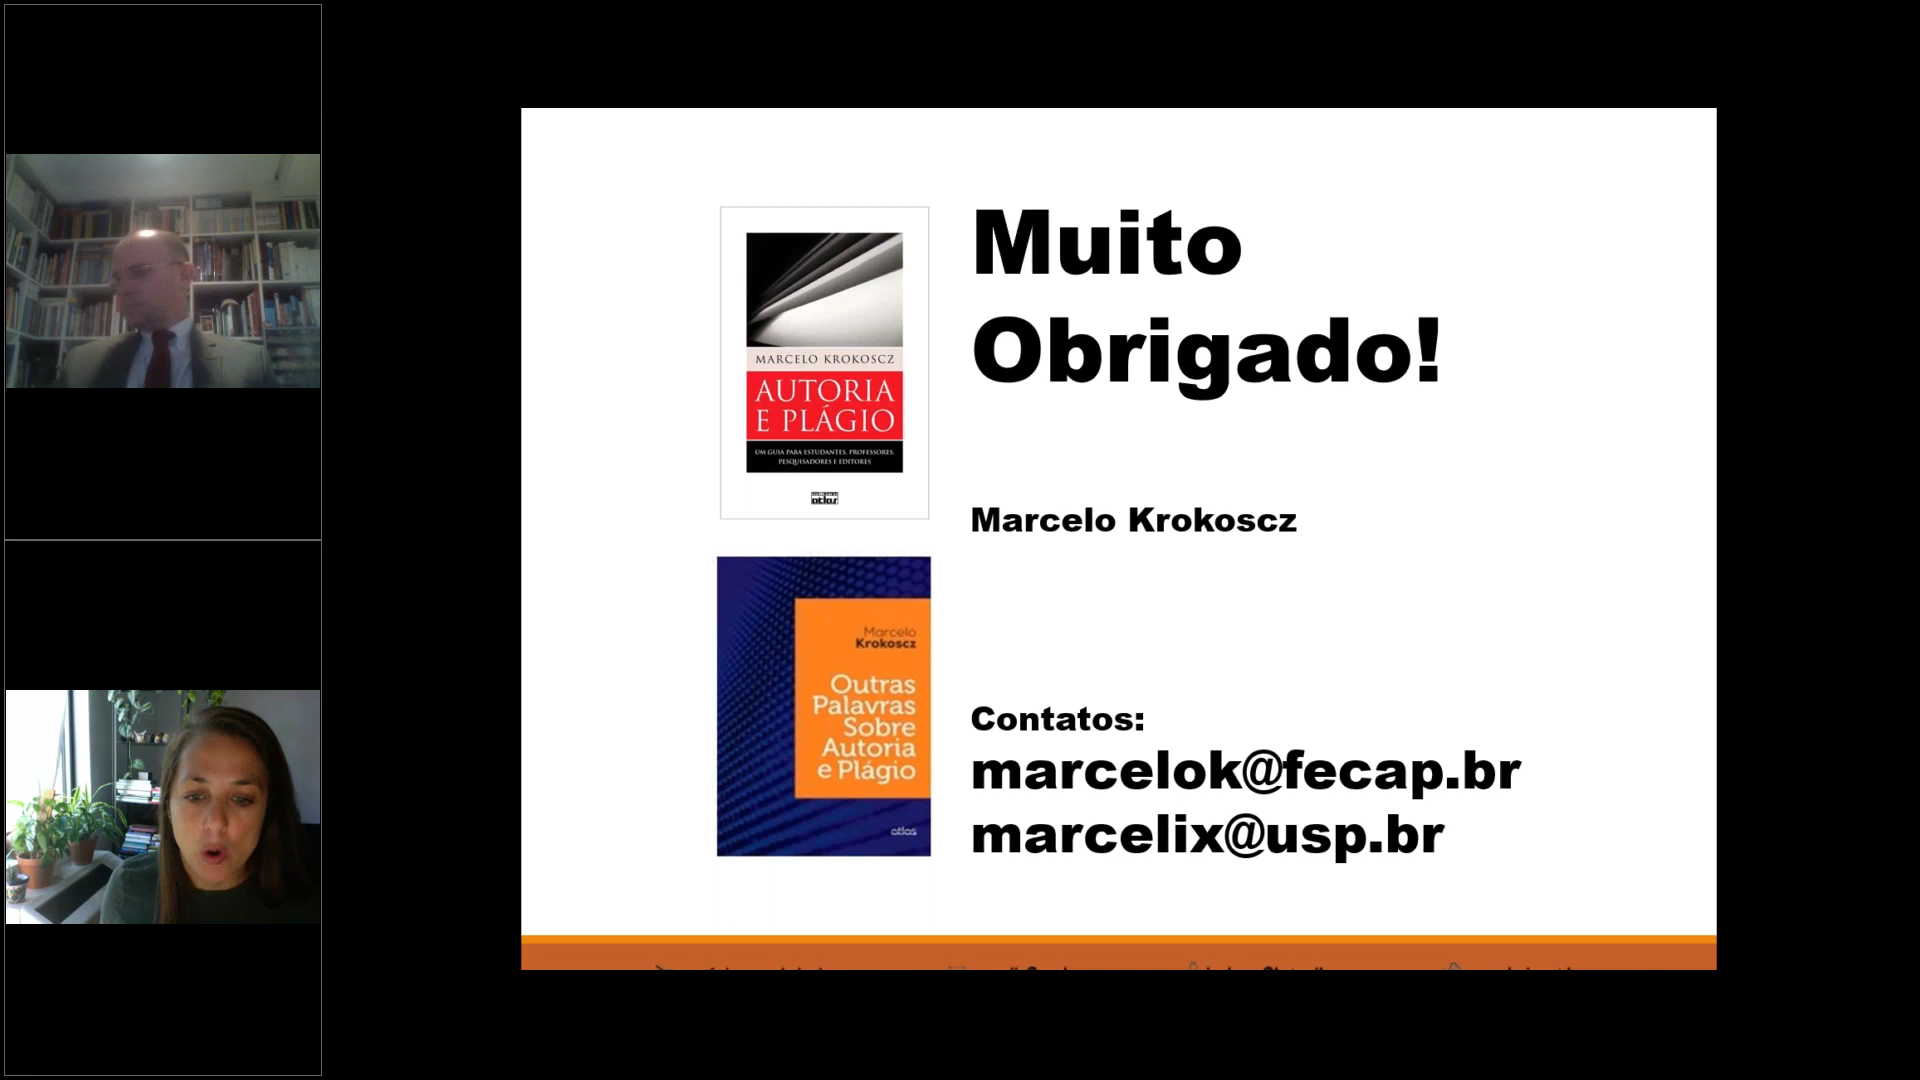 Muito
Obrigado!
MARCELO KROKOSCZ
AUTORIA
E PLÁGIO
UM GUIA PARA ESTUDANTES, PROFESSORES,
PESQUISADORES E EDITORES
atlas
Marcelo Krokoscz
Marcelo
Krokoscz
Outras
Palavras
Sobre
Autoria
e Plágio
atlas
Contatos:
marcelok@fecap.br
marcelix@usp.br